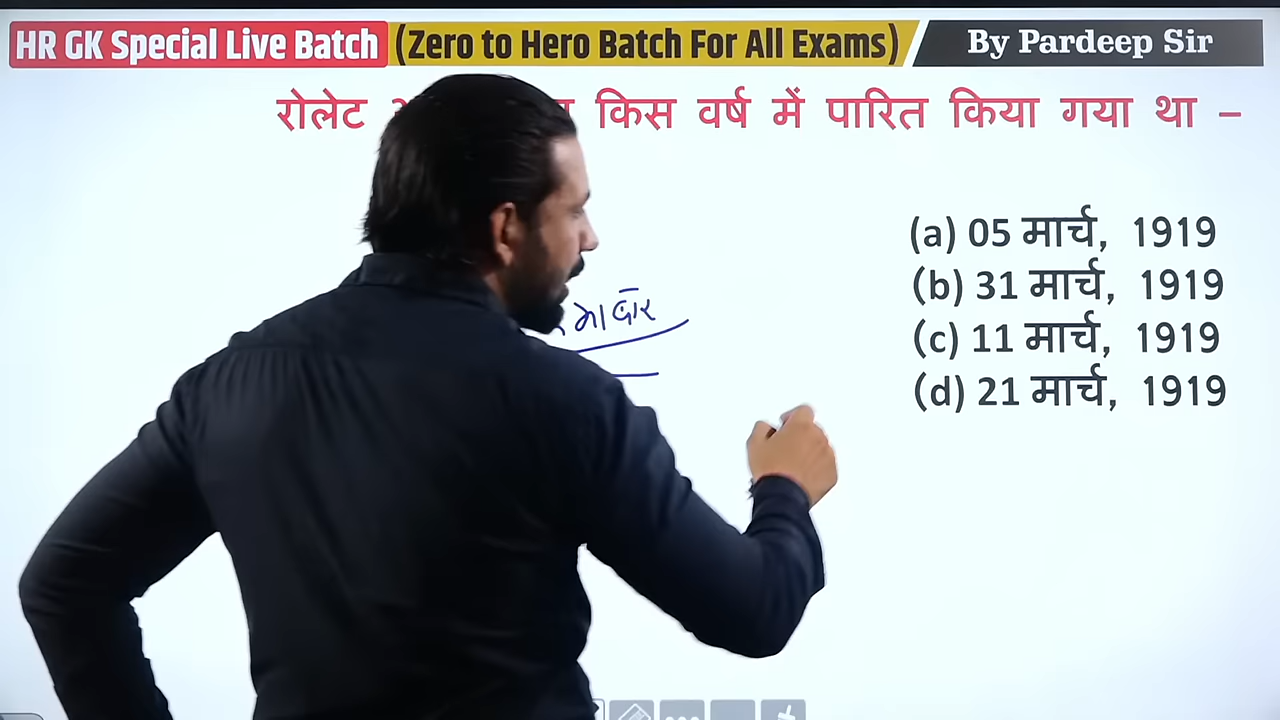 HR GK Special Live Batch (Zero to Hero Batch For All Exams) By Pardeep Sir
रोलेट किस वर्ष में पारित किया गया था –
(a) 05 मार्च, 1919
(b) 31 मार्च, 1919
(c) 11 मार्च, 1919
(d) 21 मार्च, 1919